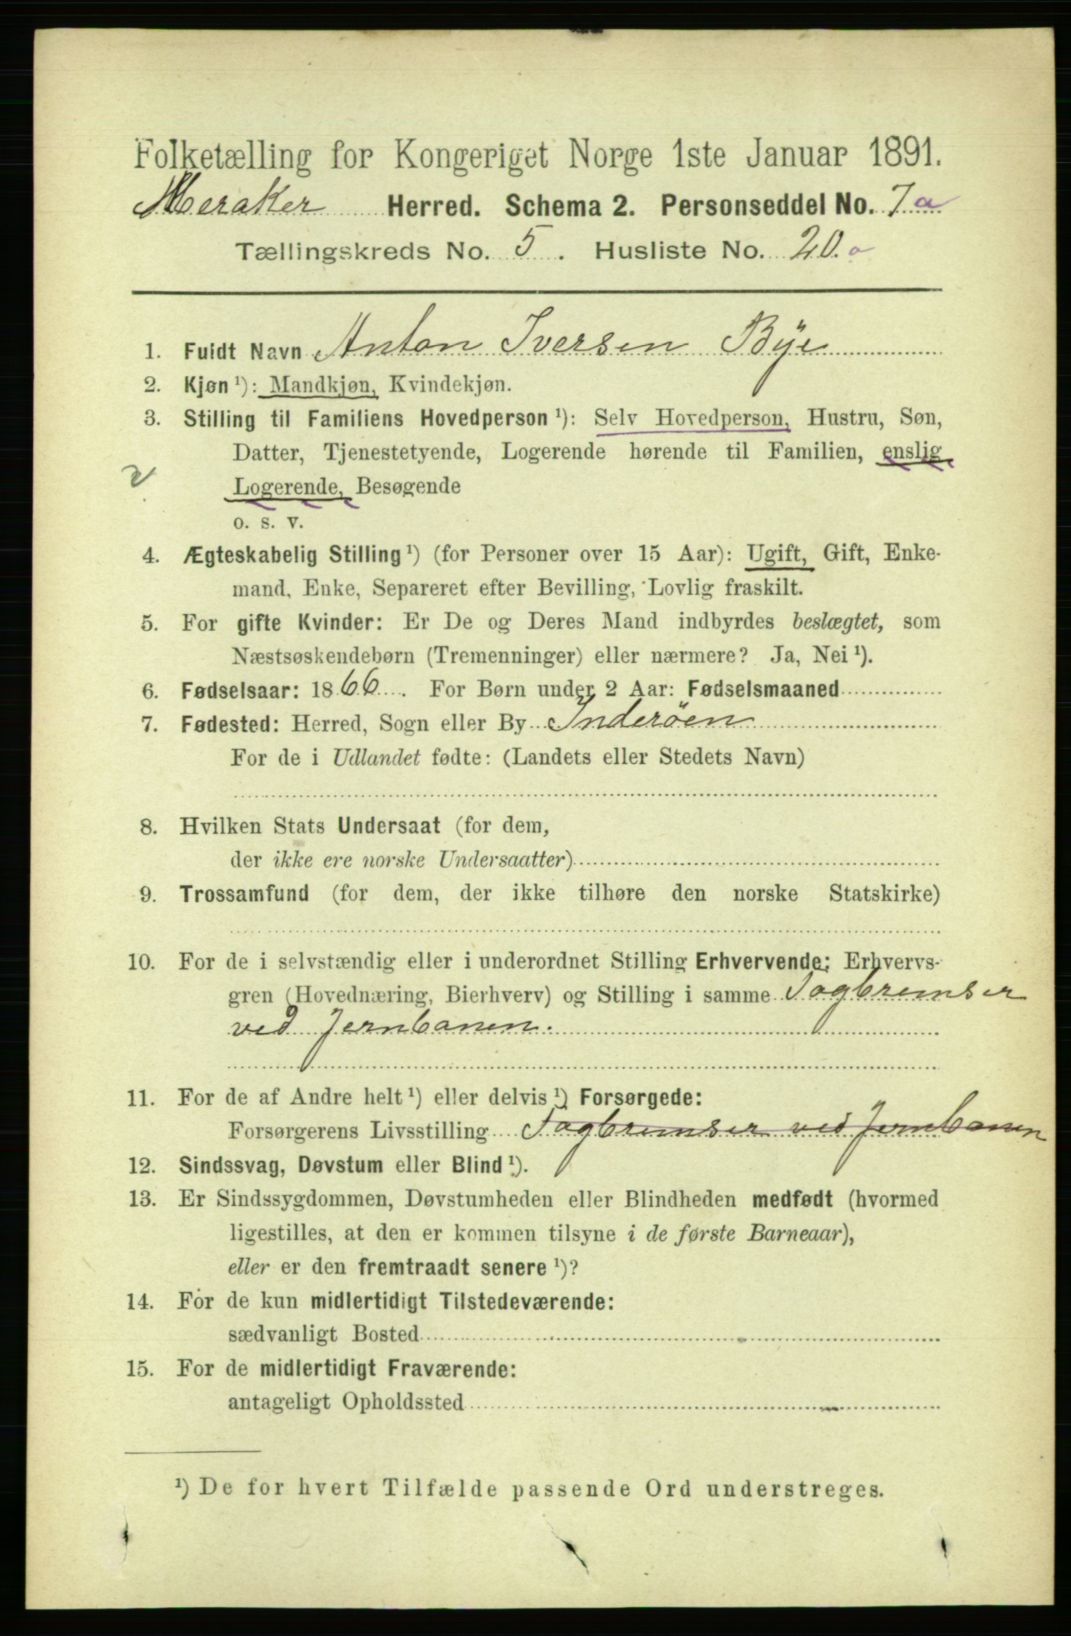 Folketælling for Kongeriget Norge 1ste Januar 1891.
Meraker Herred. Schema 2. Personseddel No. 7 a
Tællingskreds No. 5. Husliste No. 20. a
1. Fuldt Navn Anton Iversen Bye
2. Kjøn ¹): Mandkjøn, Kvindekjøn.
3. Stilling til Familiens Hovedperson ¹): Selv Hovedperson, Hustru, Søn,
Datter, Tjenestetyende, Logerende hørende til Familien, enslig
Logerende, Besøgende
o. s. v.
4. Ægteskabelig Stilling ¹) (for Personer over 15 Aar): Ugift, Gift, Enke-
mand, Enke, Separeret efter Bevilling, Lovlig fraskilt.
5. For gifte Kvinder: Er De og Deres Mand indbyrdes beslægtet, som
Næstsøskendebørn (Tremenninger) eller nærmere? Ja, Nei ¹).
6. Fødselsaar: 1866. For Børn under 2 Aar: Fødselsmaaned
7. Fødested: Herred, Sogn eller By Inderøen
For de i Udlandet fødte: (Landets eller Stedets Navn)
8. Hvilken Stats Undersaat (for dem,
der ikke ere norske Undersaatter)
9. Trossamfund (for dem, der ikke tilhøre den norske Statskirke)
10. For de i selvstændig eller i underordnet Stilling Erhvervende: Erhvervs-
gren (Hovednæring, Bierhverv) og Stilling i samme Togbremser
ved Jernbanen.
11. For de af Andre helt ¹) eller delvis ¹) Forsørgede:
Forsørgerens Livsstilling Togbremser ved Jernbanen
12. Sindssvag, Døvstum eller Blind ¹).
13. Er Sindssygdommen, Døvstumheden eller Blindheden medfødt (hvormed
ligestilles, at den er kommen tilsyne i de første Barneaar),
eller er den fremtraadt senere ¹)?
14. For de kun midlertidigt Tilstedeværende:
sædvanligt Bosted
15. For de midlertidigt Fraværende:
antageligt Opholdssted
¹) De for hvert Tilfælde passende Ord understreges.